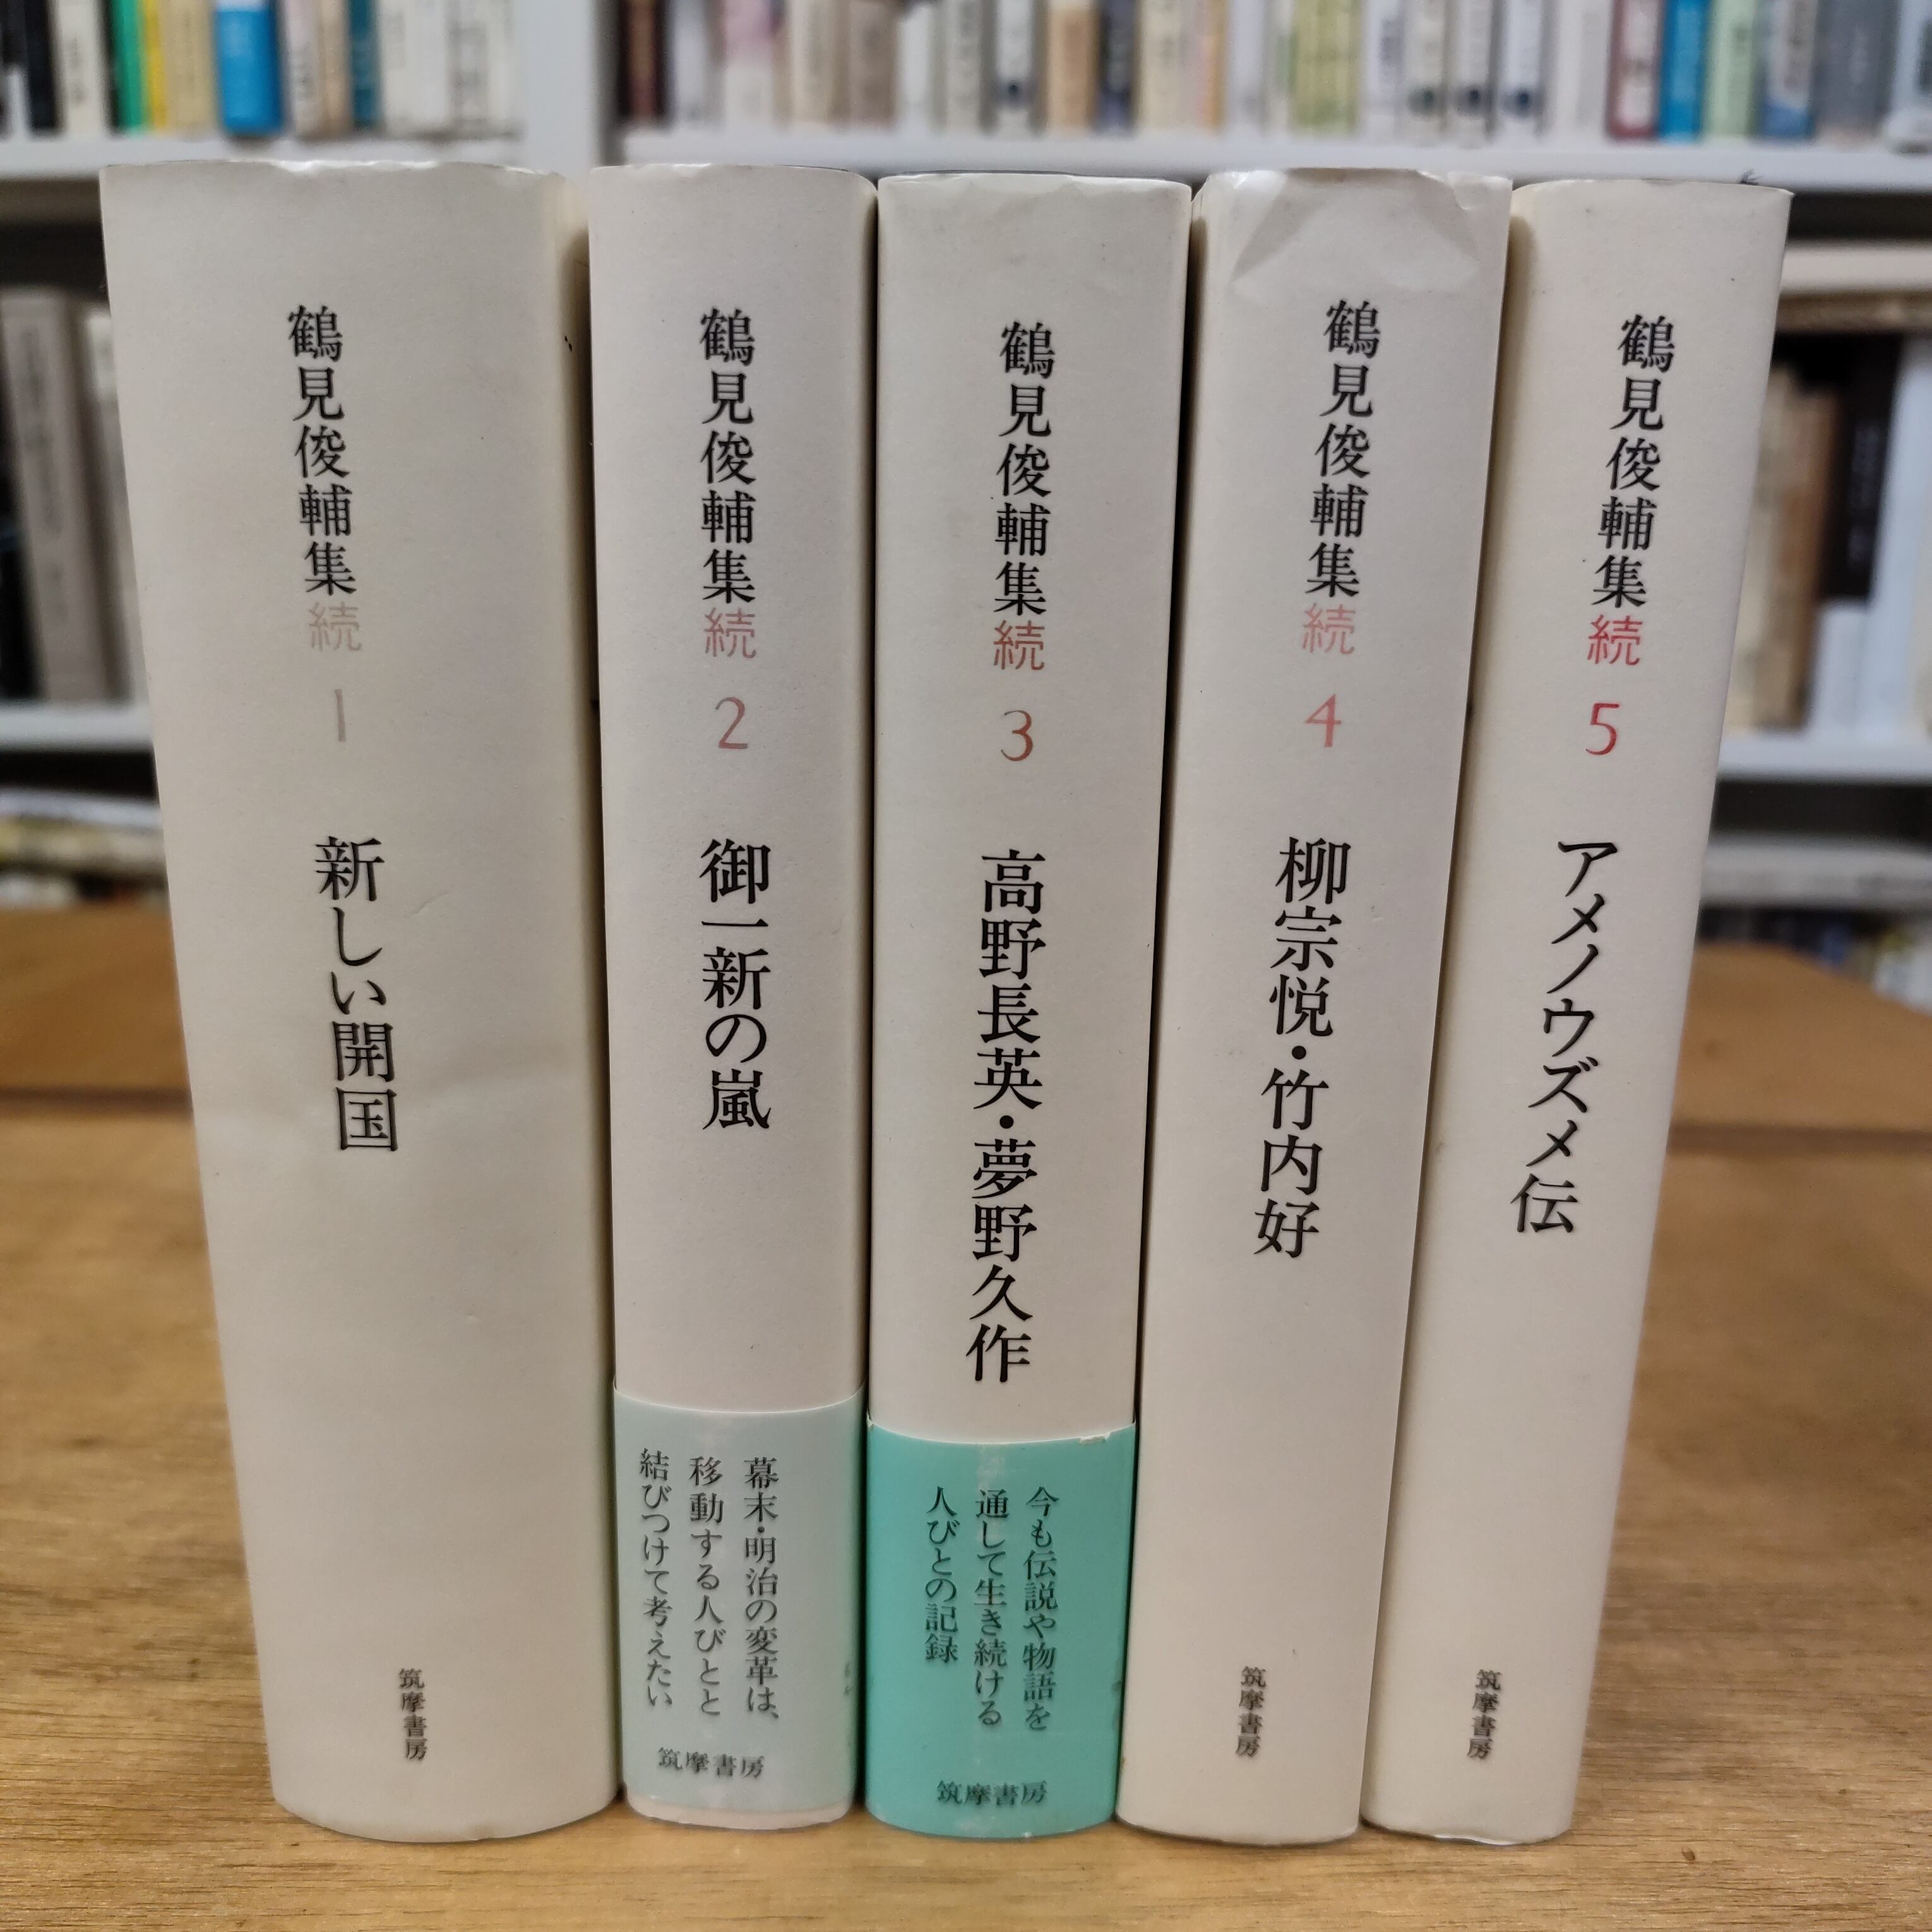 鶴見俊輔集続
1
新しい開国
筑摩書房
鶴見俊輔集続
2
御一新の嵐
幕末・明治の変革は、
移動する人びとと
結びつけて考えたい
筑摩書房
鶴見俊輔集続
3
高野長英・夢野久作
今も伝説や物語を
通して生き続ける
人びとの記録
筑摩書房
鶴見俊輔集続
4
柳宗悦・竹内好
筑摩書房
鶴見俊輔集続
5
アメノウズメ伝
筑摩書房